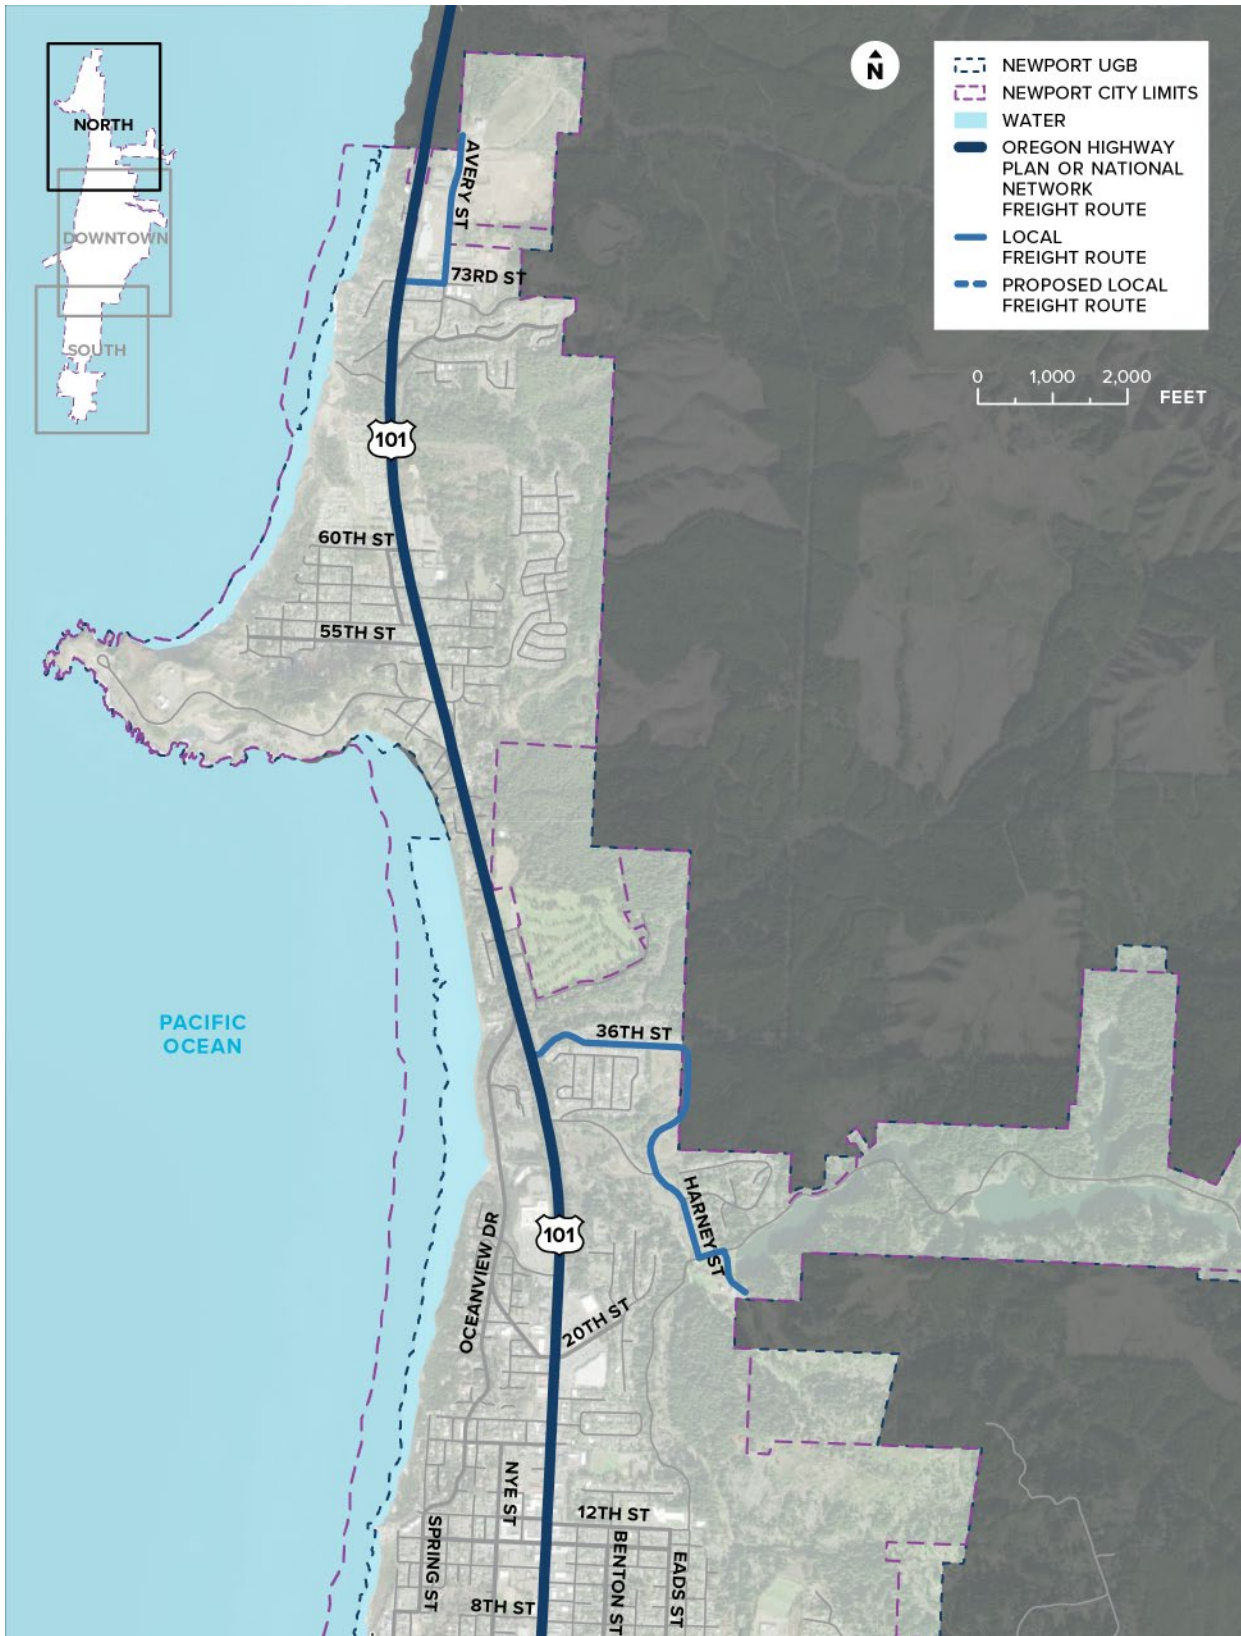 NORTH
DOWNTOWN
SOUTH
N
NEWPORT UGB
NEWPORT CITY LIMITS
WATER
OREGON HIGHWAY
PLAN OR NATIONAL
NETWORK
FREIGHT ROUTE
LOCAL
FREIGHT ROUTE
PROPOSED LOCAL
FREIGHT ROUTE
0 1,000 2,000
FEET
AVERY ST
73RD ST
101
60TH ST
55TH ST
PACIFIC
OCEAN
36TH ST
HARNEY ST
101
OCEANVIEW DR
20TH ST
NYE ST
12TH ST
SPRING ST
BENTON ST
EADS ST
8TH ST